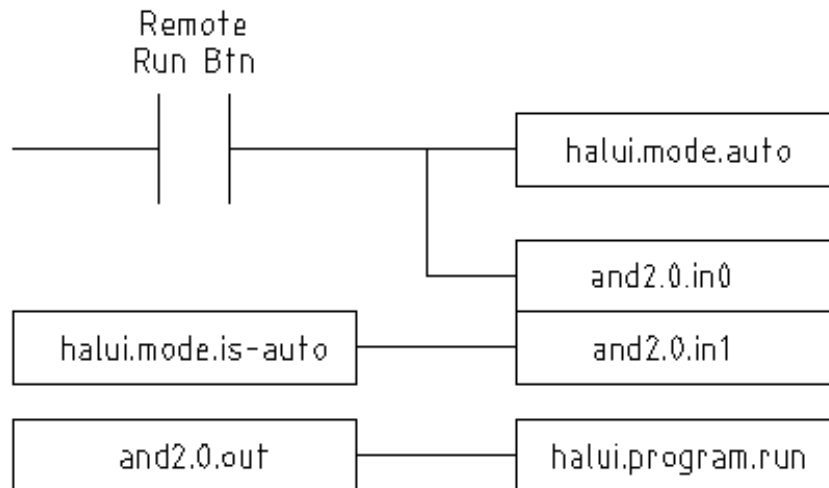 Remote
Run Btn
halui.mode.auto
and2.0.in0
halui.mode.is-auto
and2.0.in1
and2.0.out
halui.program.run